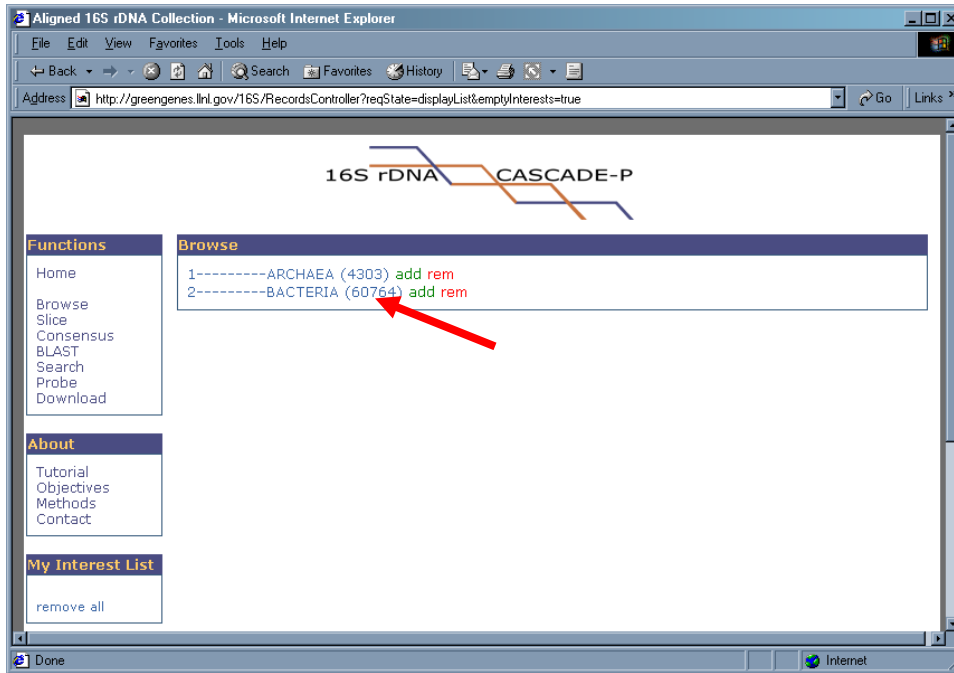 Aligned 16S rDNA Collection - Microsoft Internet Explorer
File Edit View Favorites Tools Help
Back Search Favorites History
Address http://greengenes.llnl.gov/16S/RecordsController?reqState=displayList&emptyInterests=true Go Links
16S rDNA CASCADE-P
Functions
Home
Browse
Slice
Consensus
BLAST
Search
Probe
Download
About
Tutorial
Objectives
Methods
Contact
My Interest List
remove all
Browse
1---------ARCHAEA (4303) add rem
2---------BACTERIA (60764) add rem
Done Internet